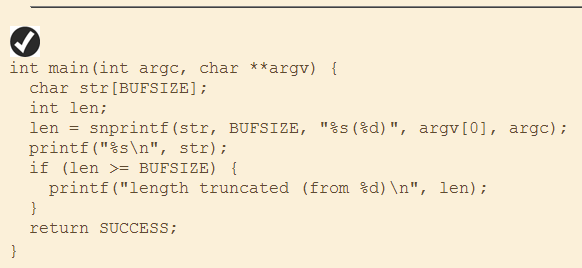 int main(int argc, char **argv) {
  char str[BUFSIZE];
  int len;
  len = snprintf(str, BUFSIZE, "%s(%d)", argv[0], argc);
  printf("%s\n", str);
  if (len >= BUFSIZE) {
    printf("length truncated (from %d)\n", len);
  }
  return SUCCESS;
}